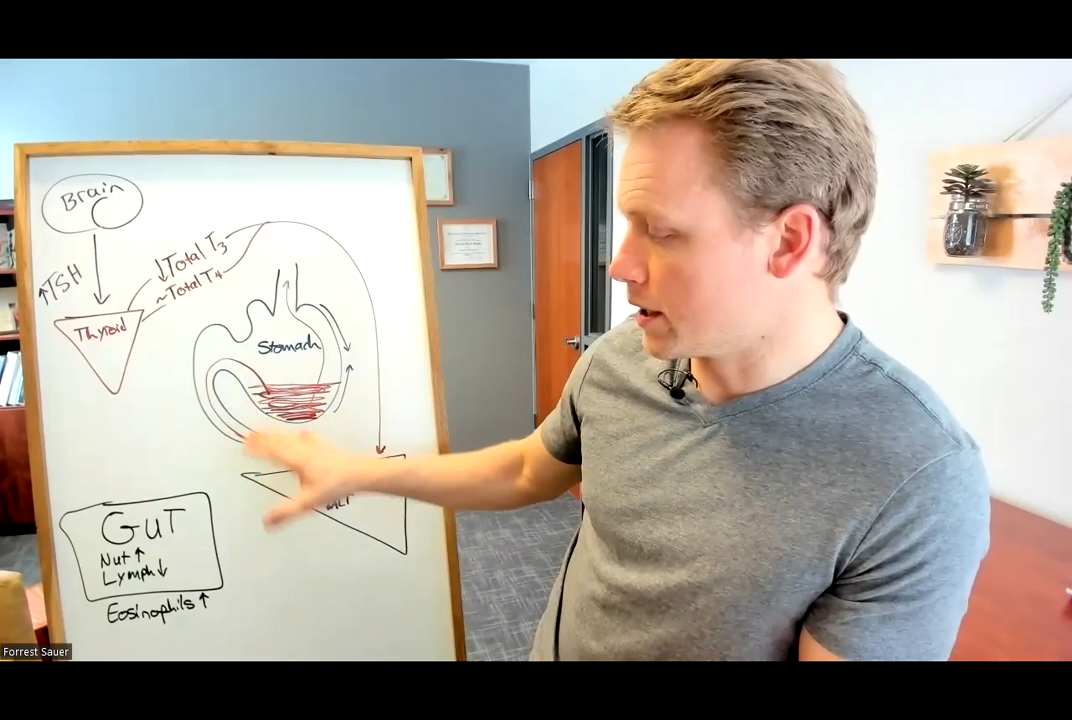 Brain
↑TSH
↓Total T3
~Total T4
Thyroid
Stomach
GuT
Nut↑
Lymph↓
Eosinophils ↑
Forrest Sauer